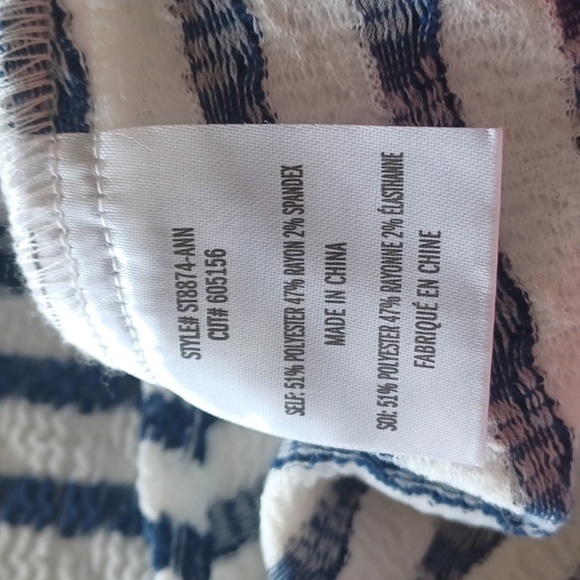 STYLE# ST8874-ANN
CUT# 605156
SELF: 51% POLYESTER 47% RAYON 2% SPANDEX
MADE IN CHINA
SOI: 51% POLYESTER 47% RAYONNE 2% ÉLASTHANNE
FABRIQUÉ EN CHINE